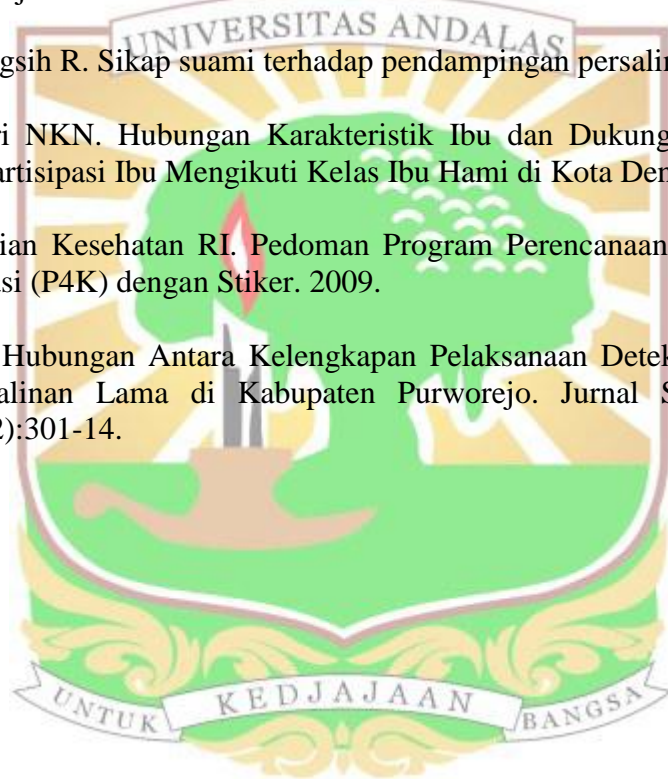 UNIVERSITAS ANDALAS
gsih R. Sikap suami terhadap pendampingan persalin
ri NKN. Hubungan Karakteristik Ibu dan Dukung
artisipasi Ibu Mengikuti Kelas Ibu Hami di Kota Den
ian Kesehatan RI. Pedoman Program Perencanaan
si (P4K) dengan Stiker. 2009.
Hubungan Antara Kelengkapan Pelaksanaan Detek
alinan Lama di Kabupaten Purworejo. Jurnal S
2):301-14.
UNTUK KEDJAJAAN BANGSA